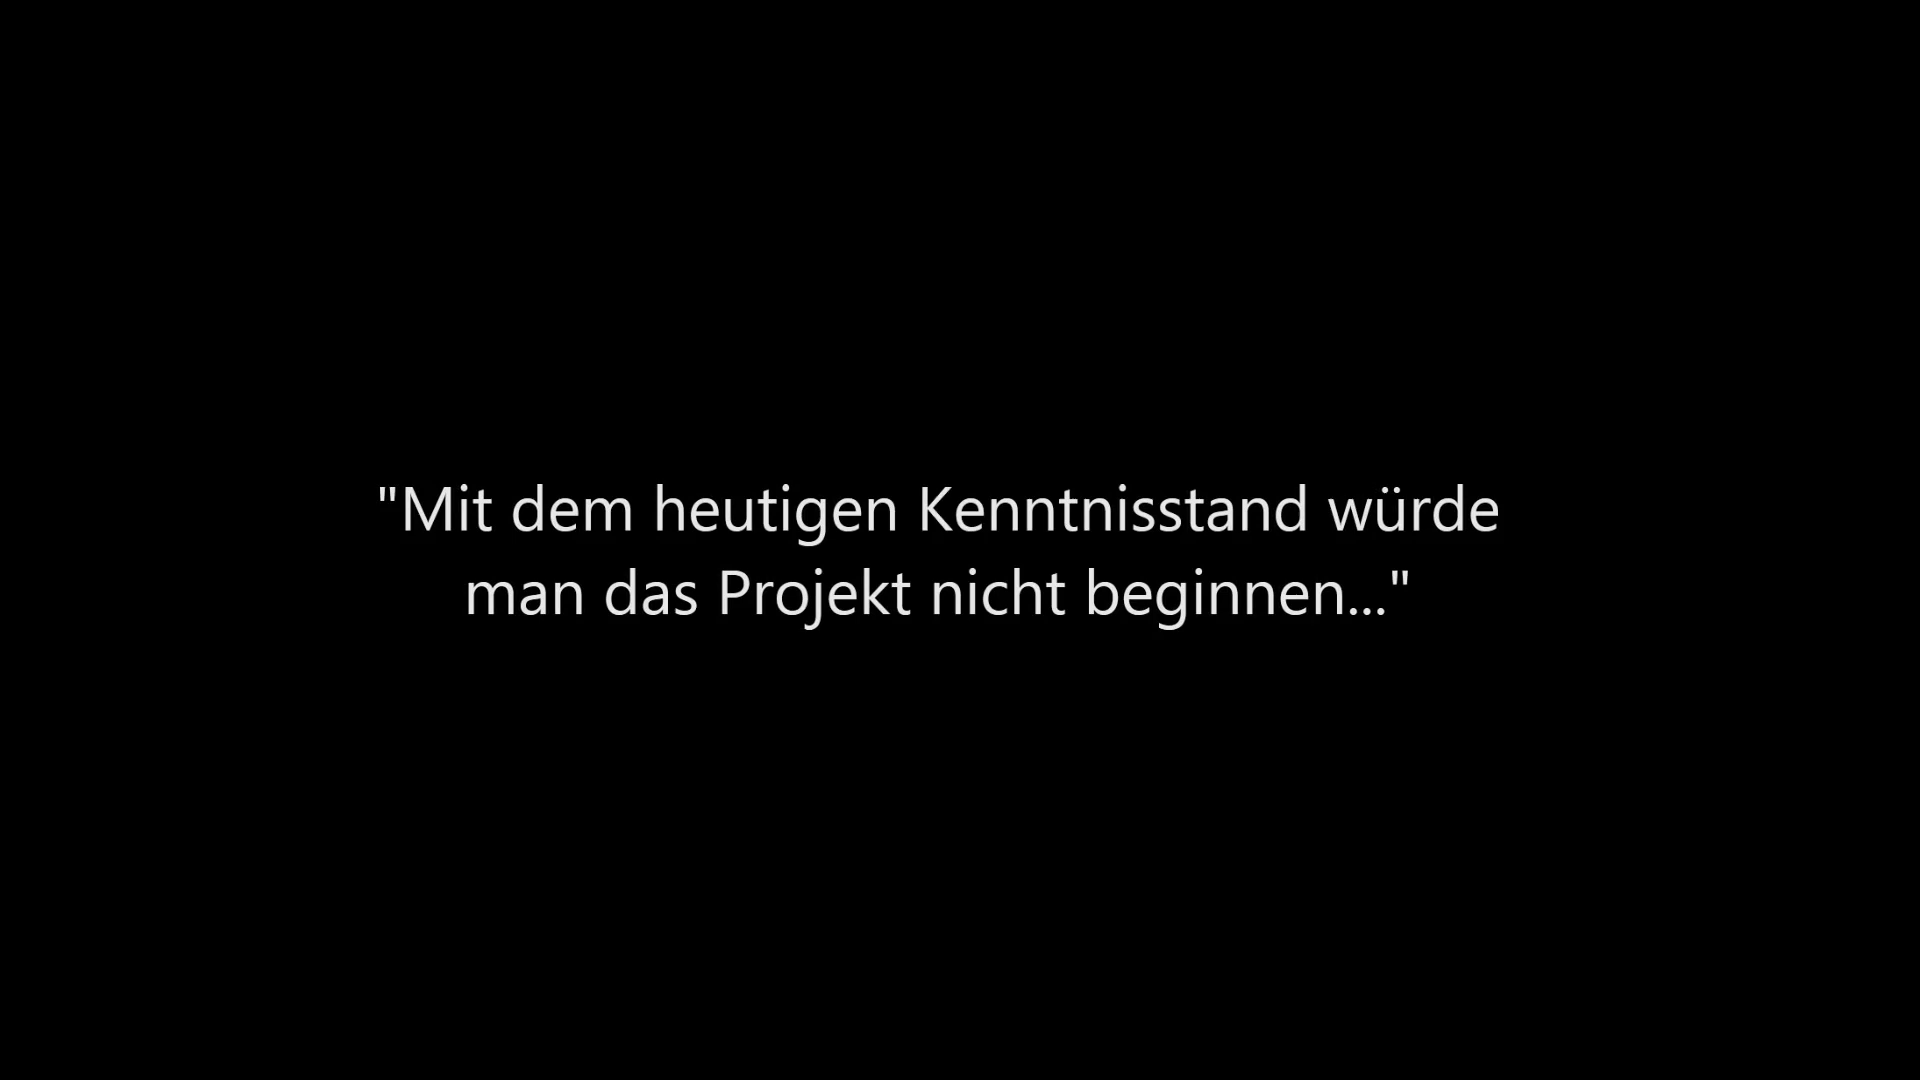 "Mit dem heutigen Kenntnisstand würde
man das Projekt nicht beginnen..."